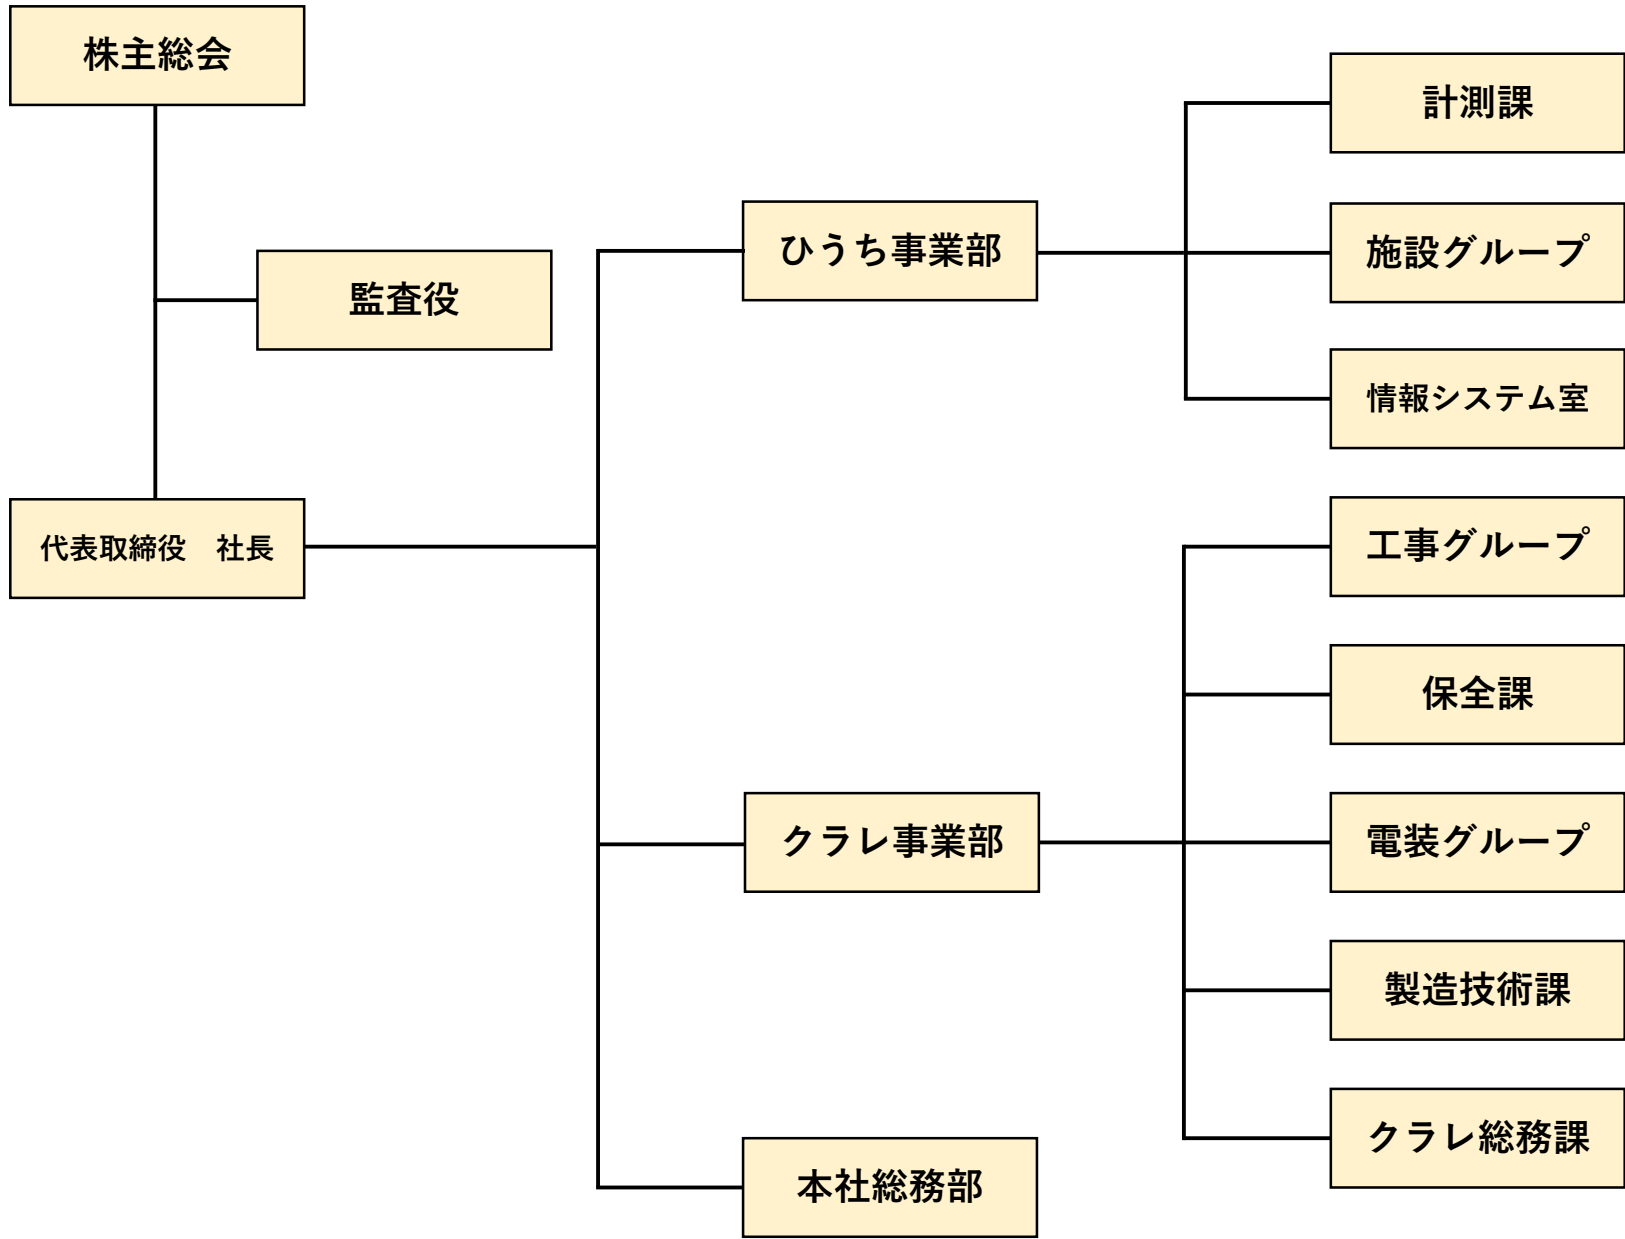 株主総会
監査役
代表取締役　社長
ひうち事業部
計測課
施設グループ
情報システム室
クラレ事業部
工事グループ
保全課
電装グループ
製造技術課
クラレ総務課
本社総務部